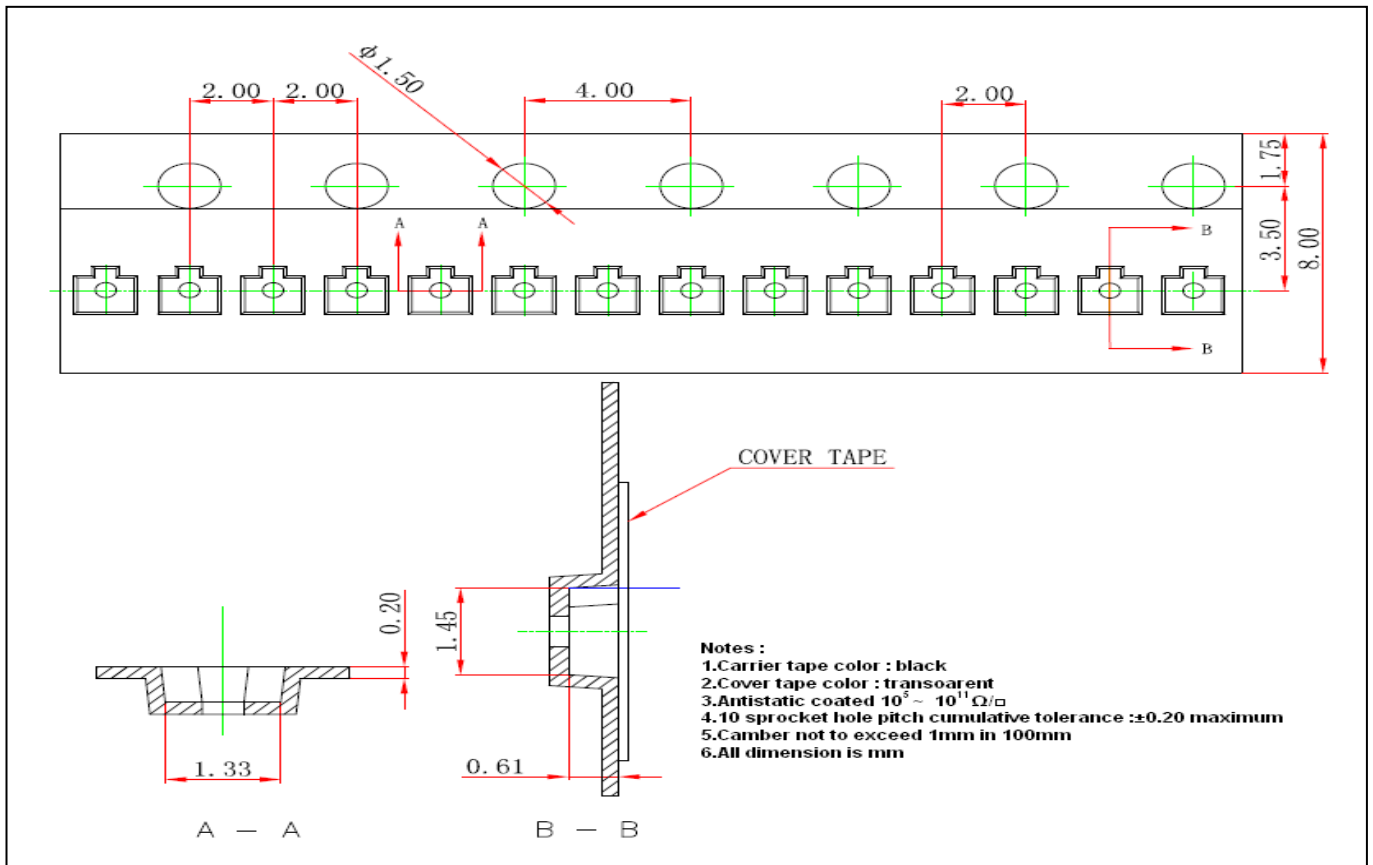 2.00
2.00
ϕ1.50
4.00
2.00
1.75
3.50
8.00
A
A
B
B
COVER TAPE
0.20
1.45
1.33
0.61
A — A
B — B
Notes :
1.Carrier tape color : black
2.Cover tape color : transoarent
3.Antistatic coated 10⁵ ~ 10¹¹ Ω/□
4.10 sprocket hole pitch cumulative tolerance :±0.20 maximum
5.Camber not to exceed 1mm in 100mm
6.All dimension is mm